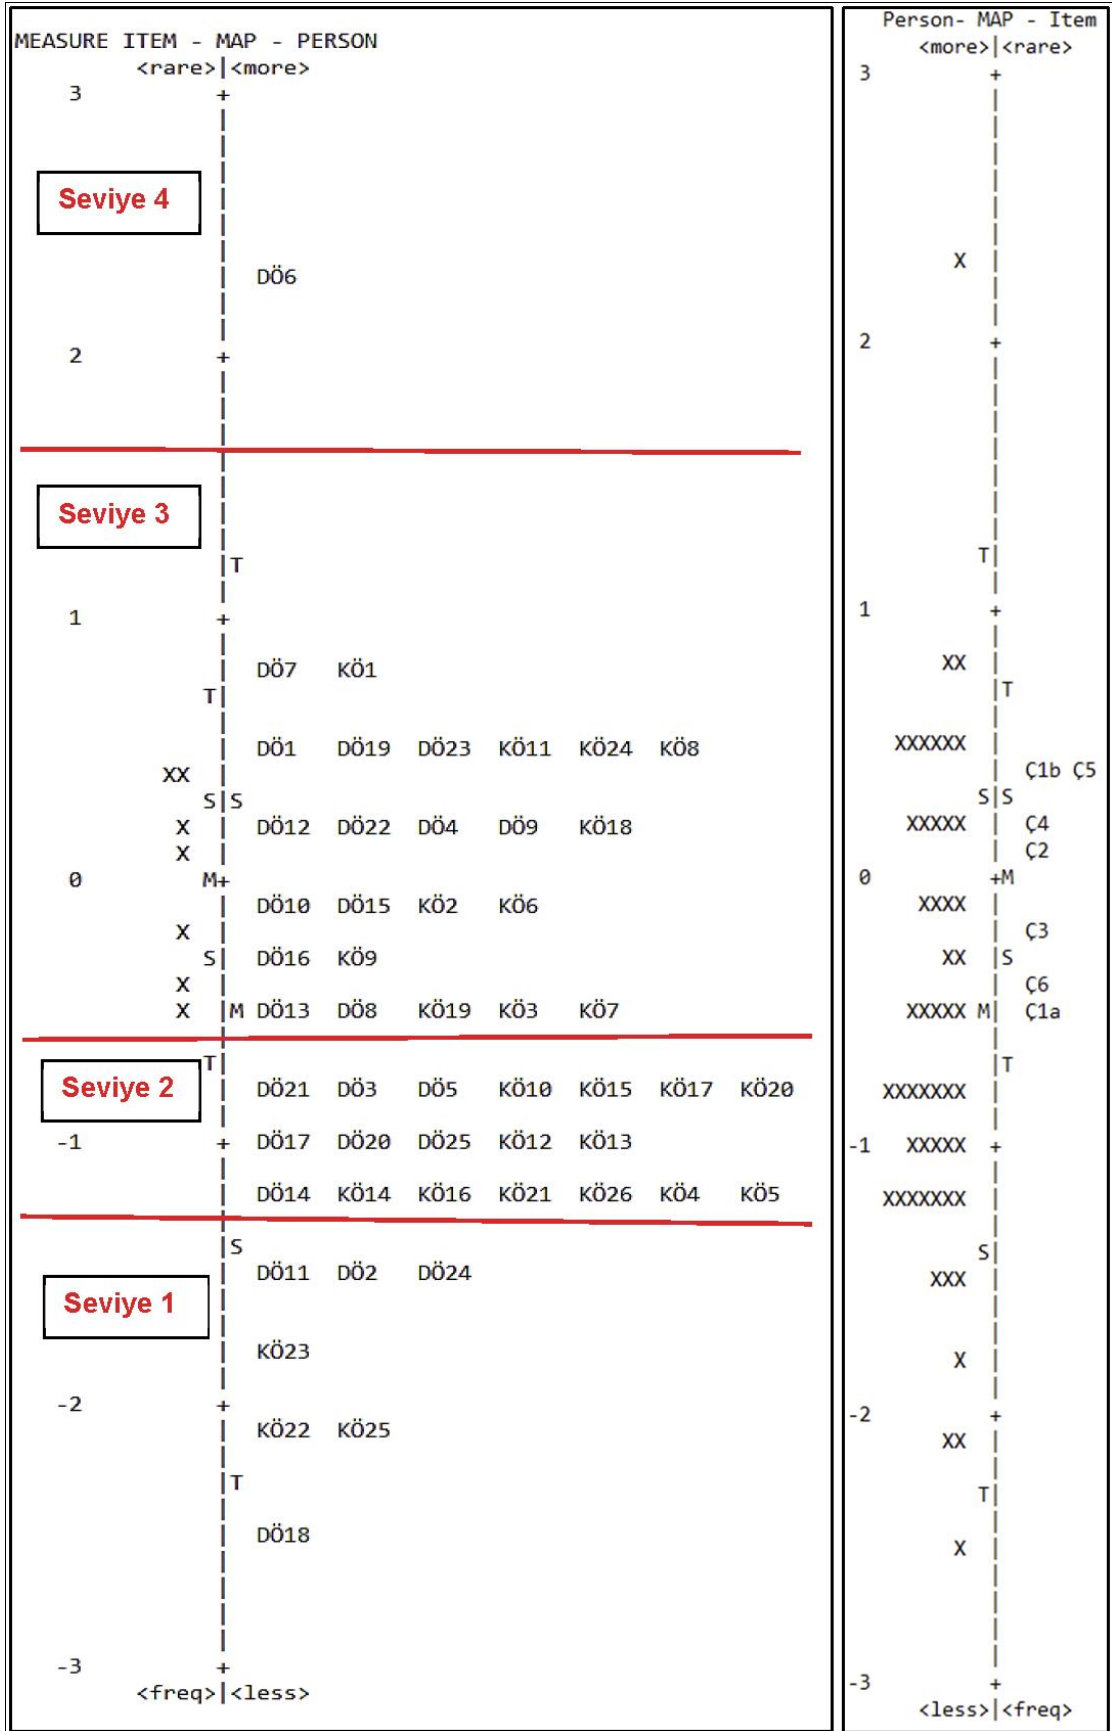 MEASURE ITEM - MAP - PERSON
<rare>|<more>
3 +
Seviye 4
DÖ6
2 +
Seviye 3
|T
1 +
DÖ7 KÖ1
T|
DÖ1 DÖ19 DÖ23 KÖ11 KÖ24 KÖ8
XX |
S|S
X | DÖ12 DÖ22 DÖ4 DÖ9 KÖ18
X |
0 M+
DÖ10 DÖ15 KÖ2 KÖ6
X |
S| DÖ16 KÖ9
X |
X |M DÖ13 DÖ8 KÖ19 KÖ3 KÖ7
T|
Seviye 2
DÖ21 DÖ3 DÖ5 KÖ10 KÖ15 KÖ17 KÖ20
-1 + DÖ17 DÖ20 DÖ25 KÖ12 KÖ13
DÖ14 KÖ14 KÖ16 KÖ21 KÖ26 KÖ4 KÖ5
|S
DÖ11 DÖ2 DÖ24
Seviye 1
KÖ23
-2 +
KÖ22 KÖ25
|T
DÖ18
-3 +
<freq>|<less>
Person- MAP - Item
<more>|<rare>
3 +
X |
2 +
T|
1 +
XX |
|T
XXXXXX |
| Ç1b Ç5
S|S
XXXXX | Ç4
| Ç2
0 +M
XXXX |
| Ç3
XX |S
| Ç6
XXXXX M| Ç1a
|T
XXXXXXX |
-1 XXXXX +
XXXXXXX |
S|
XXX |
X |
-2 +
XX |
T|
X |
-3 +
<less>|<freq>